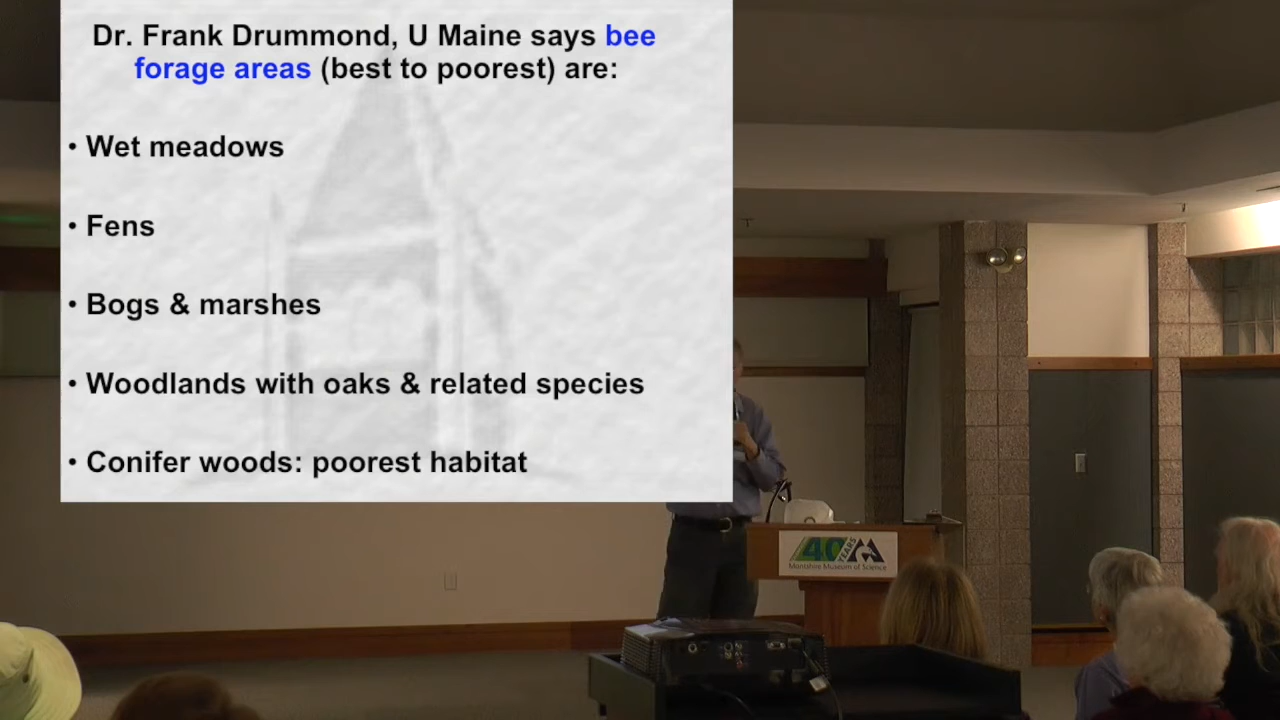 Dr. Frank Drummond, U Maine says bee
forage areas (best to poorest) are:
• Wet meadows
• Fens
• Bogs & marshes
• Woodlands with oaks & related species
• Conifer woods: poorest habitat
40 YEARS
Montshire Museum of Science